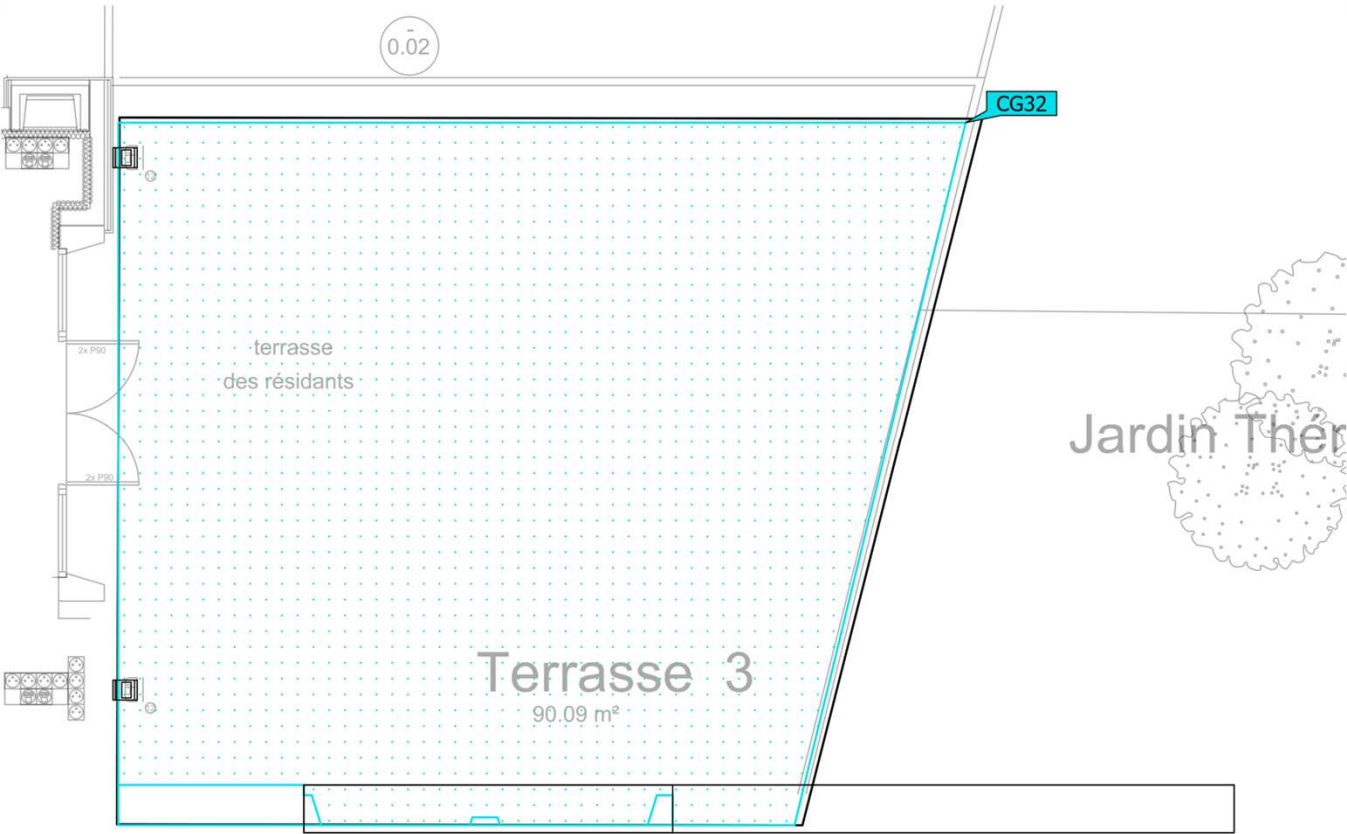 -
0.02
CG32
2x P90
terrasse
des résidants
Jardin Thér
2x P90
Terrasse 3
90.09 m²